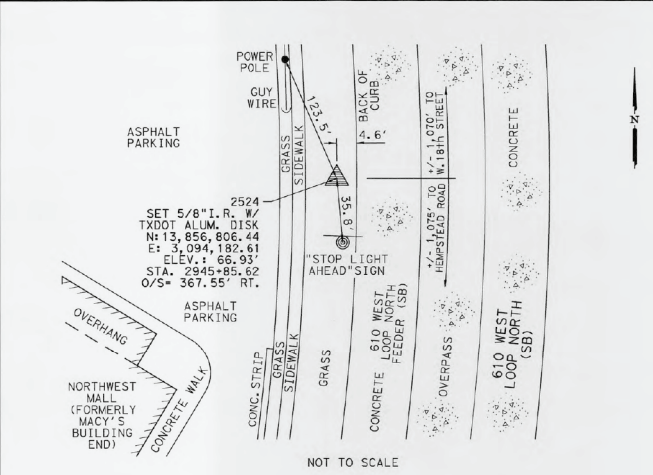 POWER
POLE
GUY
WIRE
123.5'
BACK OF
CURB
4.6'
+/- 1,070' TO
W.18th STREET
CONCRETE
N
ASPHALT
PARKING
GRASS
SIDEWALK
2524
SET 5/8"I.R. W/
TXDOT ALUM. DISK
N: 13,856,806.44
E: 3,094,182.61
ELEV.: 66.93'
STA. 2945+85.62
O/S= 367.55' RT.
35.8'
+/- 1,075' TO
HEMPSTEAD ROAD
"STOP LIGHT
AHEAD"SIGN
ASPHALT
PARKING
OVERHANG
NORTHWEST
MALL
(FORMERLY
MACY'S
BUILDING
END)
CONCRETE WALK
CONC. STRIP
GRASS
SIDEWALK
GRASS
CONCRETE
610 WEST
LOOP NORTH
FEEDER (SB)
OVERPASS
610 WEST
LOOP NORTH
(SB)
NOT TO SCALE